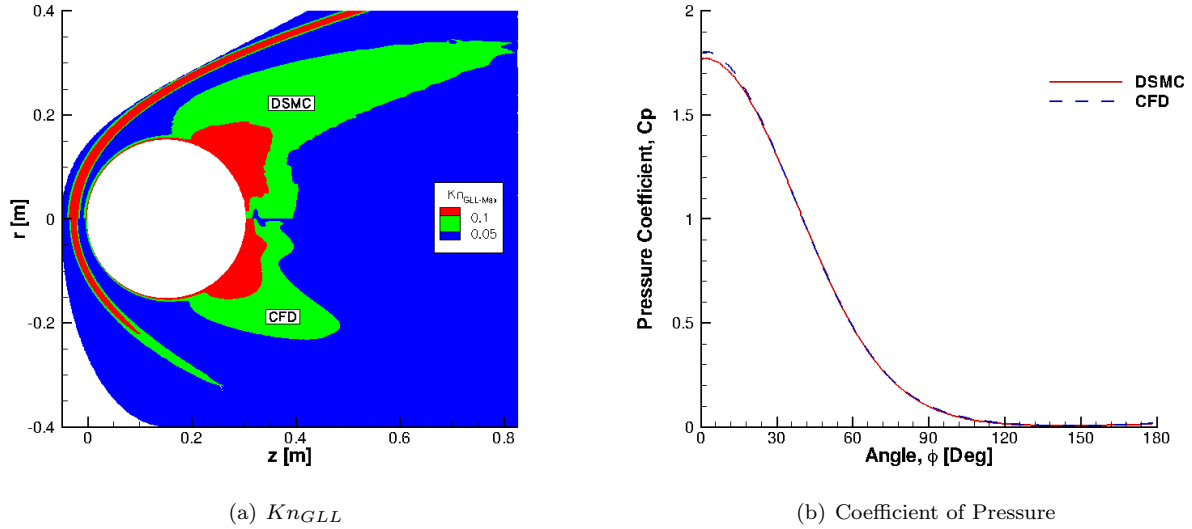 0.4
0.2
0
-0.2
-0.4
r [m]
0
0.2
0.4
0.6
0.8
z [m]
DSMC
CFD
Kn GLL-Max
0.1
0.05
(a) Kn_GLL
2
1.5
1
0.5
0
Pressure Coefficient, Cp
0
30
60
90
120
150
180
Angle, ϕ [Deg]
DSMC
CFD
(b) Coefficient of Pressure